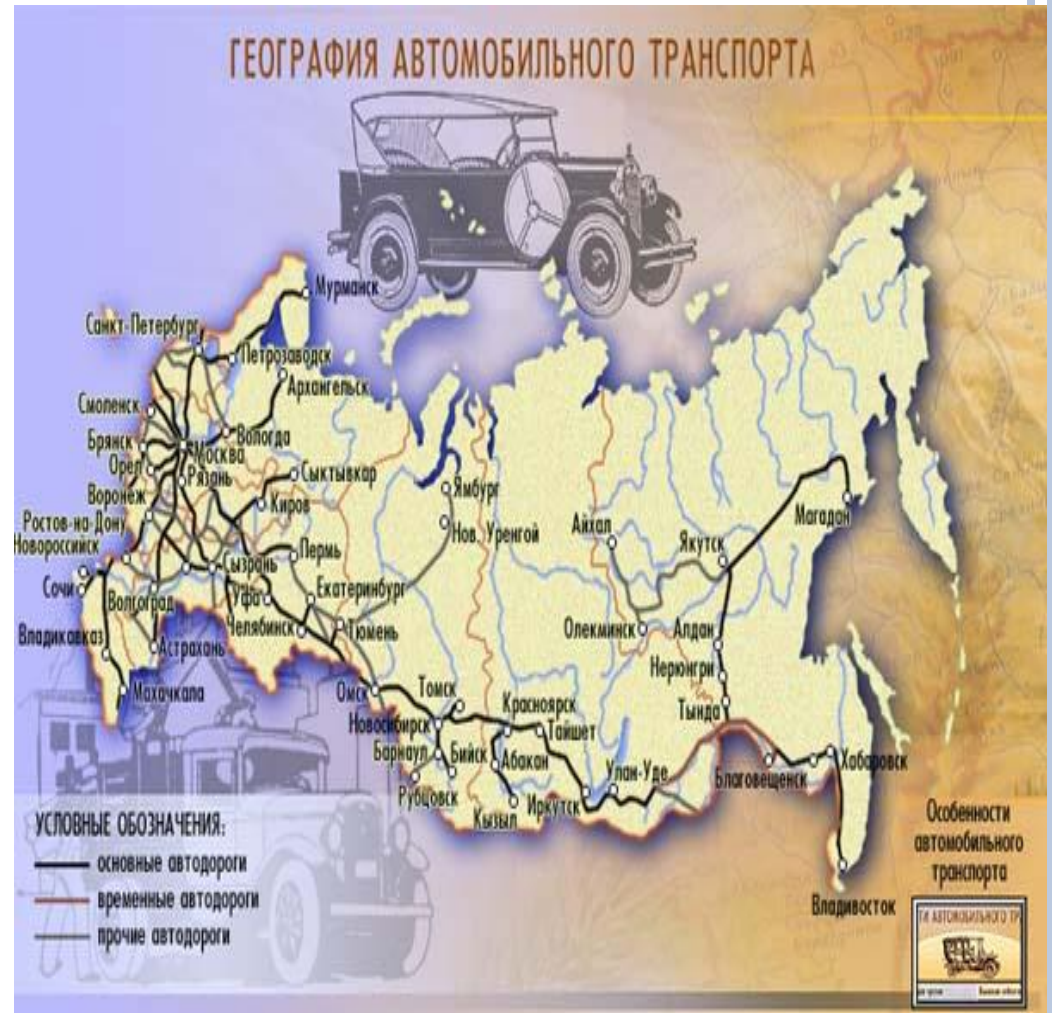 ГЕОГРАФИЯ АВТОМОБИЛЬНОГО ТРАНСПОРТА
Мурманск
Санкт-Петербург
Петрозаводск
Архангельск
Смоленск
Вологда
Брянск
Москва
Орел
Рязань
Сыктывкар
Воронеж
Киров
Ямбург
Ростов-на-Дону
Нов. Уренгой
Айхал
Магадан
Новороссийск
Якутск
Сызрань
Пермь
Сочи
Уфа
Екатеринбург
Волгоград
Челябинск
Тюмень
Олекминск
Алдан
Владикавказ
Астрахань
Нерюнгри
Махачкала
Омск
Томск
Красноярск
Тында
Новосибирск
Тайшет
Барнаул
Бийск
Абакан
Улан-Удэ
Благовещенск
Хабаровск
Рубцовск
Кызыл
Иркутск
Владивосток
УСЛОВНЫЕ ОБОЗНАЧЕНИЯ:
основные автодороги
временные автодороги
прочие автодороги
Особенности
автомобильного
транспорта
ТИ АВТОМОБИЛЬНОГО ТР